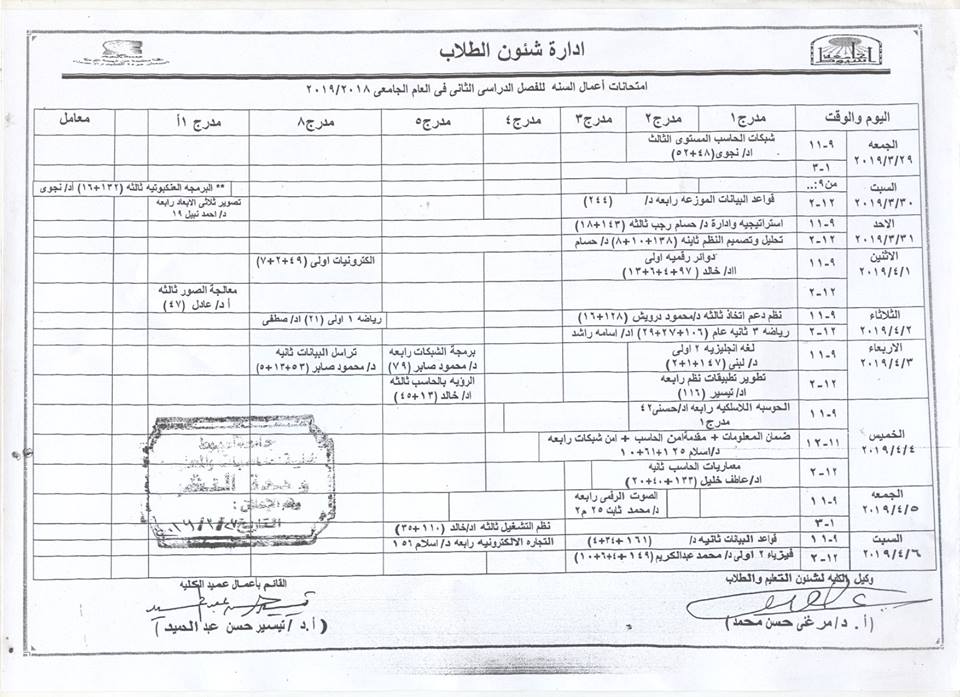 ادارة شئون الطلاب
امتحانات أعمال السنه للفصل الدراسى الثانى فى العام الجامعى ٢٠١٩/٢٠١٨
اليوم والوقت مدرج١ مدرج٢ مدرج٣ مدرج٤ مدرج٥ مدرج٨ مدرج أ١ معامل
الجمعه ٢٠١٩/٣/٢٩
٩-١١ شبكات الحاسب المستوى الثالث
اد/ نجوى(٤٨+٥٢)
١-٣
السبت ٢٠١٩/٣/٣٠
من٩:.. ** البرمجه العنكبوتيه ثالثه (١٣٢+١٦) أد/ نجوى
١٢-٢ قواعد البيانات الموزعه رابعه د/ (٢٤٤) تصوير ثلاثى الابعاد رابعه
د/ احمد نبيل ١٩
الاحد ٢٠١٩/٣/٣١
٩-١١ استراتيجيه وادارة د/ حسام رجب ثالثه (١٤٣+١٨)
١٢-٢ تحليل وتصميم النظم ثاينه (١٣٨+١٠+٨) د/ حسام
الاثنين ٢٠١٩/٤/١
٩-١١ دوائر رقميه اولى الكترونيات اولى (٤٩+٢+٧)
ااد/ خالد (٩٧+٤+٦+١٣)
١٢-٢ معالجة الصور ثالثه
أ د/ عادل (٤٧)
الثلاثاء ٢٠١٩/٤/٢
٩-١١ نظم دعم اتخاذ ثالثه د/محمود درويش (١٢٨+١٦) رياضه ١ اولى (٢١) اد/ صطفى
١٢-٢ رياضه ٣ ثانيه عام (١٠٦+٢٧+٢٩) اد/ اسامه راشد
الاربعاء ٢٠١٩/٤/٣
٩-١١ لغه انجليزيه ٢ اولى برمجة الشبكات رابعه تراسل البيانات ثانيه
د/ لبنى (١٤٧+١+٢) د/ محمود صابر (٧٩) د/ محمود صابر (٥٣+١٣+٥)
١٢-٢ تطوير تطبيقات نظم رابعه الرؤيه بالحاسب ثالثه
اد/ تيسير (١١٦) اد/ خالد (١٣+٤٥)
الخميس ٢٠١٩/٤/٤
٩-١١ الحوسبه اللاسلكيه رابعه اد/حسنى٤٢
مدرج١
١١-١٢ ضمان المعلومات + مقدمةامن الحاسب + امن شبكات رابعه
د/اسلام ١٢٥+٦١+١٠
١٢-٢ معماريات الحاسب ثانيه
اد/عاطف خليل (١٣٣+٤٠+٢٠)
الجمعه ٢٠١٩/٤/٥
٩-١١ الصوت الرقمى رابعه
د/ محمد ثابت ٢٥ م٢
١-٣ نظم التشغيل ثالثه اد/خالد (١١٠+٣٥)
السبت ٢٠١٩/٤/٦
٩-١١ قواعد البيانات ثانيه د/ (١٦١+٢٤+٤) التجاره الالكترونيه رابعه د/ اسلام ١٥٦
١٢-٢ فيزياء ٢ اولى د/ محمد عبدالكريم (١٤٩+٤+٦+١٠)
وكيل الكليه لشئون التعليم والطلاب
(أ. د/ مرغنى حسن محمد)
القائم بأعمال عميد الكليه
(أ.د/ تيسير حسن عبد الحميد)